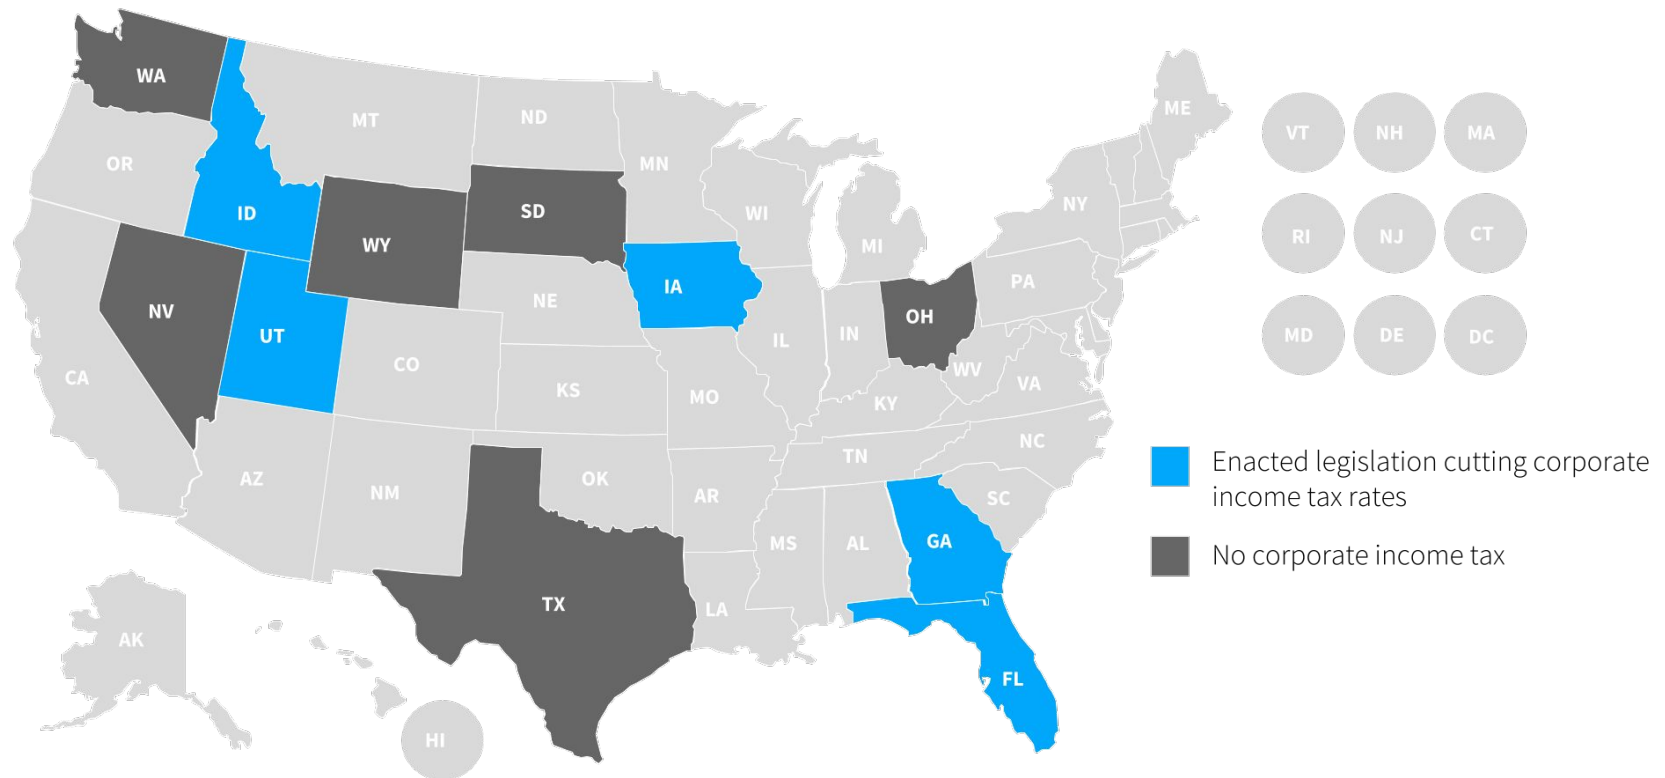 WA
MT
ND
MN
ME
VT
NH
MA
OR
ID
WY
SD
WI
MI
NY
RI
NJ
CT
NV
UT
CO
NE
IA
IL
IN
OH
PA
MD
DE
DC
CA
KS
MO
KY
WV
VA
AZ
NM
OK
AR
TN
NC
SC
MS
AL
GA
TX
LA
FL
AK
HI
Enacted legislation cutting corporate
income tax rates
No corporate income tax